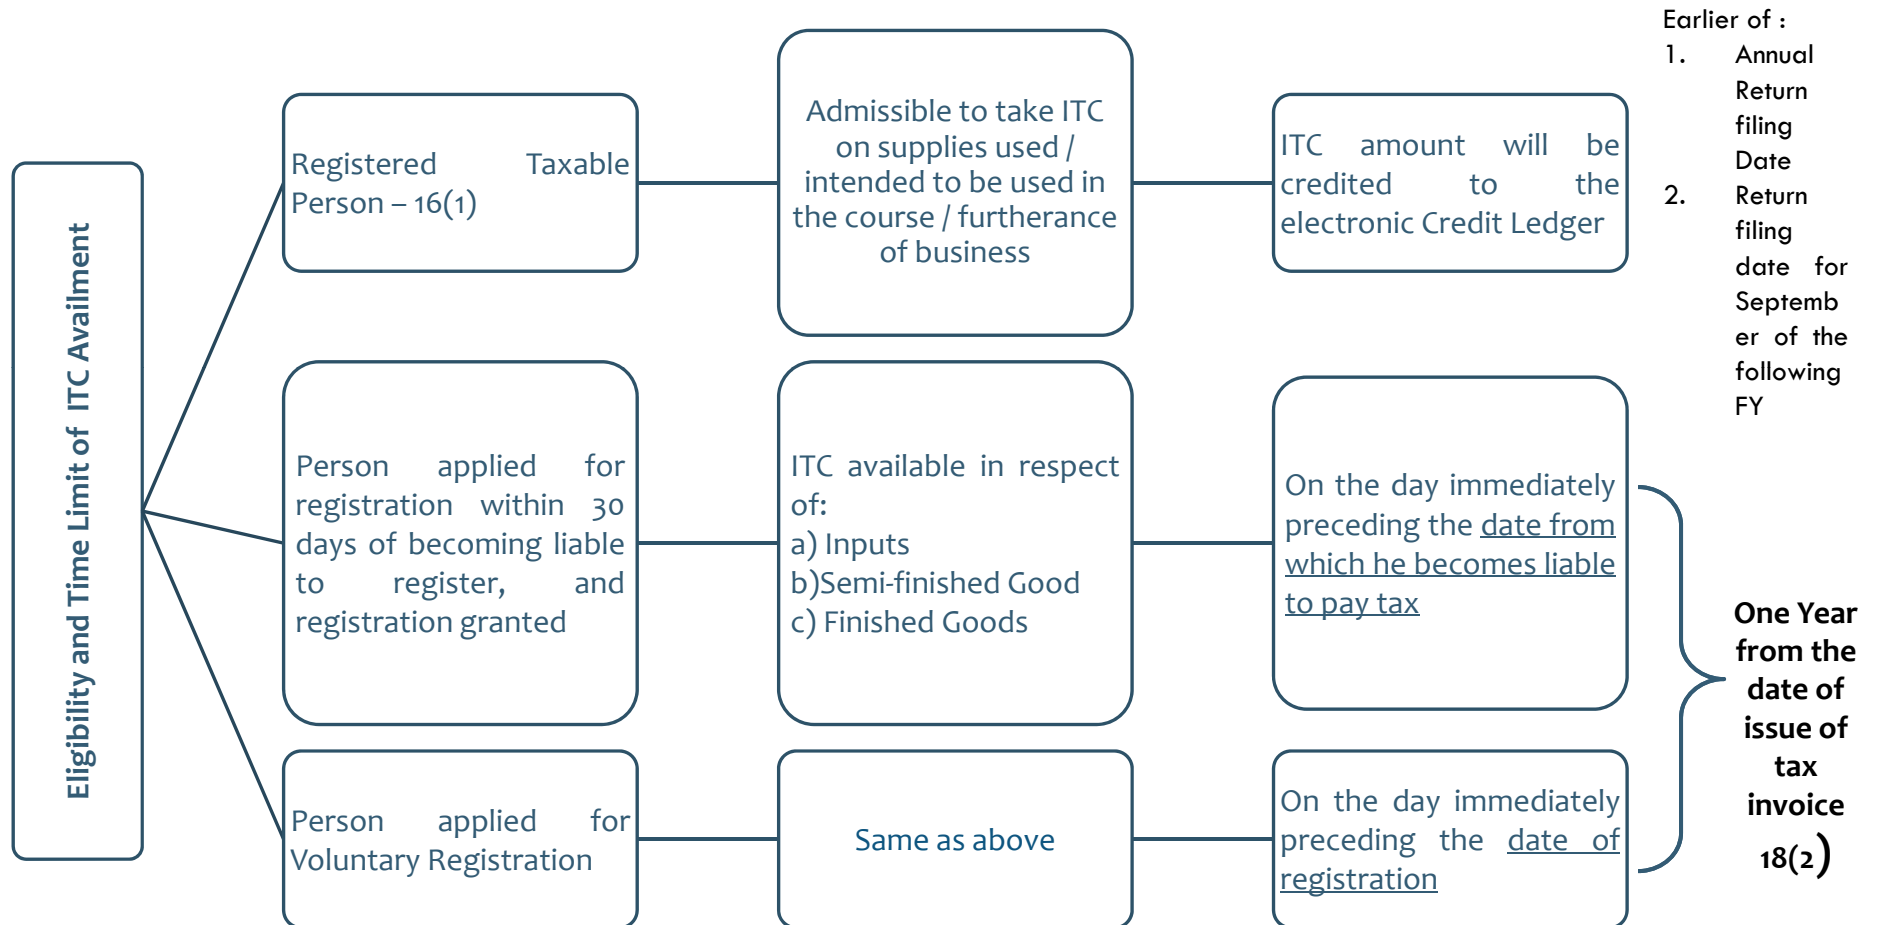 Eligibility and Time Limit of ITC Availment
Registered Taxable
Person – 16(1)
Admissible to take ITC
on supplies used /
intended to be used in
the course / furtherance
of business
ITC amount will be
credited to the
electronic Credit Ledger
Earlier of :
1. Annual
Return
filing
Date
2. Return
filing
date for
Septemb
er of the
following
FY
Person applied for
registration within 30
days of becoming liable
to register, and
registration granted
ITC available in respect
of:
a) Inputs
b)Semi-finished Good
c) Finished Goods
On the day immediately
preceding the date from
which he becomes liable
to pay tax
Person applied for
Voluntary Registration
Same as above
On the day immediately
preceding the date of
registration
One Year
from the
date of
issue of
tax
invoice
18(2)